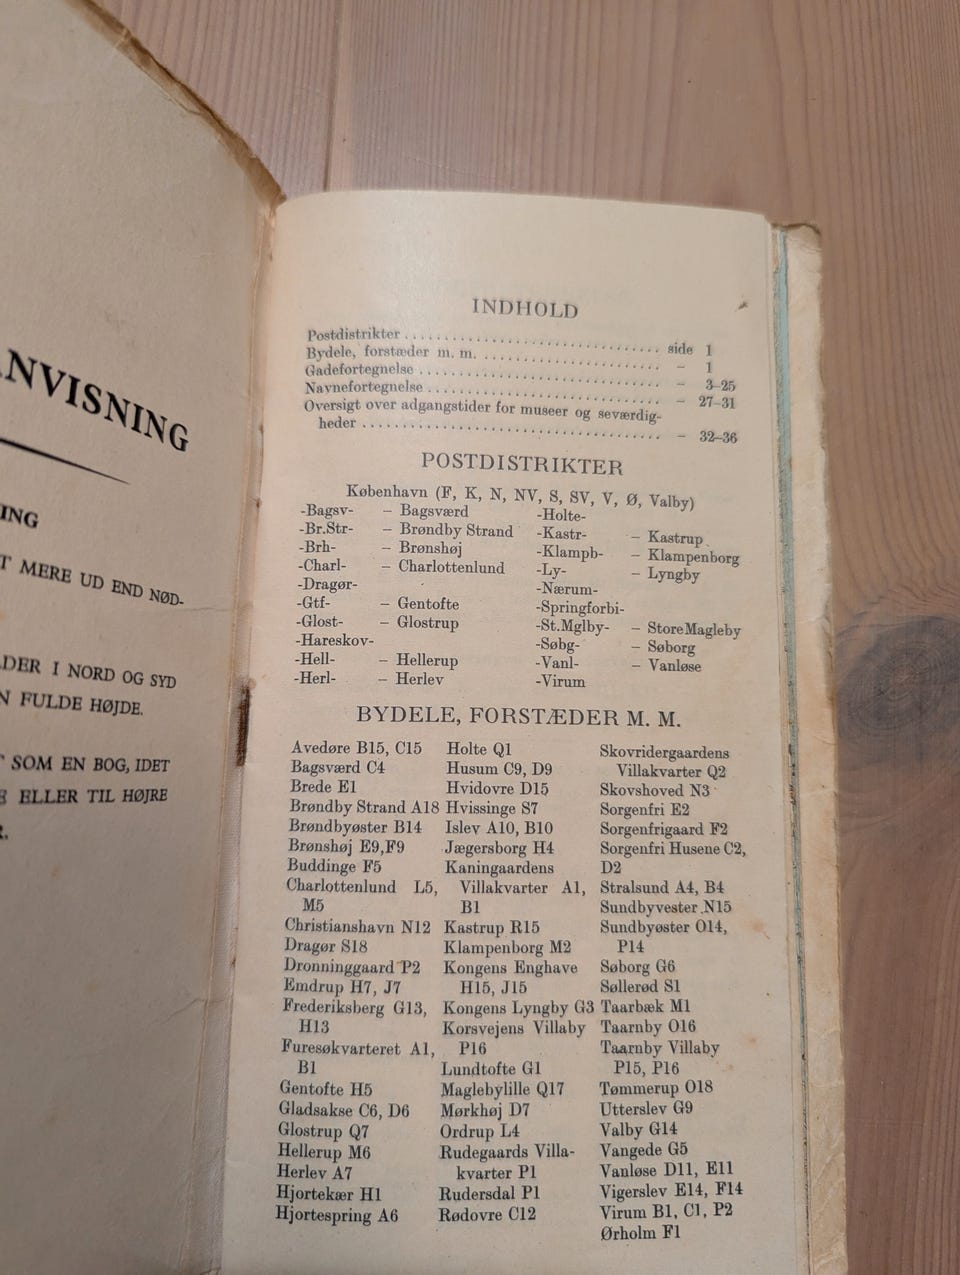 NVISNING
ING
T MERE UD END NØD-
DER I NORD OG SYD
N FULDE HØJDE.
SOM EN BOG, IDET
ELLER TIL HØJRE
INDHOLD
Postdistrikter . . . . . . . . . . . . . . . . . . . . . . . . . . . . . side 1
Bydele, forstæder m. m. . . . . . . . . . . . . . . . . . . . . – 1
Gadefortegnelse . . . . . . . . . . . . . . . . . . . . . . . . . . – 3–25
Navnefortegnelse . . . . . . . . . . . . . . . . . . . . . . . . . – 27–31
Oversigt over adgangstider for museer og seværdig-
heder . . . . . . . . . . . . . . . . . . . . . . . . . . . . . . . . . . – 32–36
POSTDISTRIKTER
København (F, K, N, NV, S, SV, V, Ø, Valby)
-Bagsv- – Bagsværd
-Br.Str- – Brøndby Strand
-Brh- – Brønshøj
-Charl- – Charlottenlund
-Dragør-
-Gtf- – Gentofte
-Glost- – Glostrup
-Hareskov-
-Hell- – Hellerup
-Herl- – Herlev
-Holte-
-Kastr- – Kastrup
-Klampb- – Klampenborg
-Ly- – Lyngby
-Nærum-
-Springforbi-
-St.Mglby- – StoreMagleby
-Søbg- – Søborg
-Vanl- – Vanløse
-Virum
BYDELE, FORSTÆDER M. M.
Avedøre B15, C15
Bagsværd C4
Brede E1
Brøndby Strand A18
Brøndbyøster B14
Brønshøj E9,F9
Buddinge F5
Charlottenlund L5,
M5
Christianshavn N12
Dragør S18
Dronninggaard P2
Emdrup H7, J7
Frederiksberg G13,
H13
Furesøkvarteret A1,
B1
Gentofte H5
Gladsakse C6, D6
Glostrup Q7
Hellerup M6
Herlev A7
Hjortekær H1
Hjortespring A6
Holte Q1
Husum C9, D9
Hvidovre D15
Hvissinge S7
Islev A10, B10
Jægersborg H4
Kaningaardens
Villakvarter A1,
B1
Kastrup R15
Klampenborg M2
Kongens Enghave
H15, J15
Kongens Lyngby G3
Korsvejens Villaby
P16
Lundtofte G1
Maglebylille Q17
Mørkhøj D7
Ordrup L4
Rudegaards Villa-
kvarter P1
Rudersdal P1
Rødovre C12
Skovridergaardens
Villakvarter Q2
Skovshoved N3
Sorgenfri E2
Sorgenfrigaard F2
Sorgenfri Husene C2,
D2
Stralsund A4, B4
Sundbyvester N15
Sundbyøster O14,
P14
Søborg G6
Søllerød S1
Taarbæk M1
Taarnby O16
Taarnby Villaby
P15, P16
Tømmerup O18
Utterslev G9
Valby G14
Vangede G5
Vanløse D11, E11
Vigerslev E14, F14
Virum B1, C1, P2
Ørholm F1